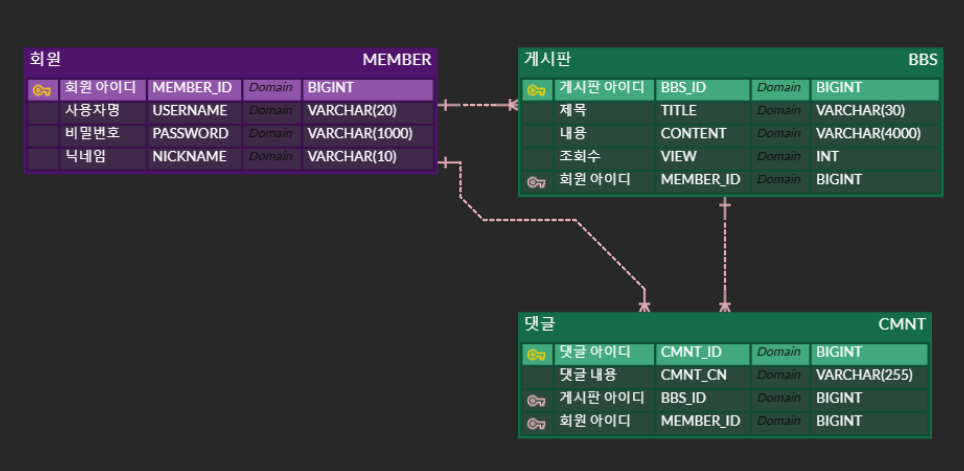 회원 MEMBER
회원 아이디 MEMBER_ID Domain BIGINT
사용자명 USERNAME Domain VARCHAR(20)
비밀번호 PASSWORD Domain VARCHAR(1000)
닉네임 NICKNAME Domain VARCHAR(10)
게시판 BBS
게시판 아이디 BBS_ID Domain BIGINT
제목 TITLE Domain VARCHAR(30)
내용 CONTENT Domain VARCHAR(4000)
조회수 VIEW Domain INT
회원 아이디 MEMBER_ID Domain BIGINT
댓글 CMNT
댓글 아이디 CMNT_ID Domain BIGINT
댓글 내용 CMNT_CN Domain VARCHAR(255)
게시판 아이디 BBS_ID Domain BIGINT
회원 아이디 MEMBER_ID Domain BIGINT